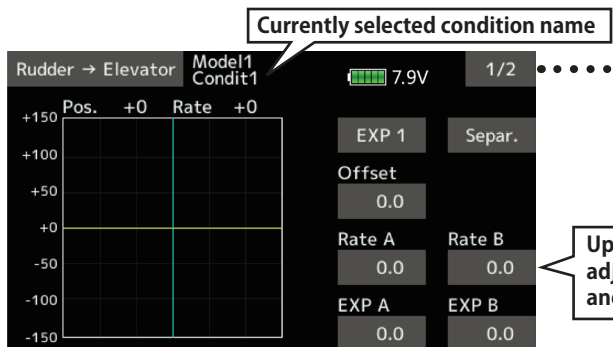 Currently selected condition name
Rudder → Elevator Model1 7.9V 1/2
Condit1
Pos. +0 Rate +0
+150
EXP 1 Separ.
+100
Offset
+50
0.0
+0
Rate A Rate B
-50
0.0 0.0
-100
EXP A EXP B
-150
0.0 0.0
Up
adj
and